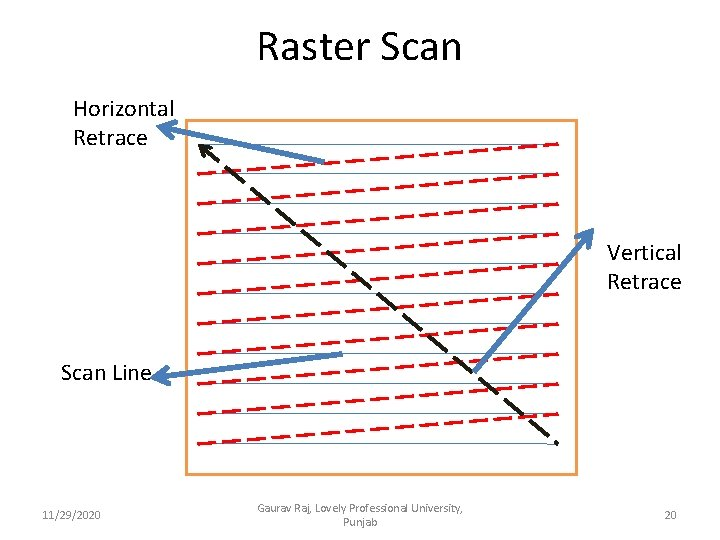 Raster Scan
Horizontal
Retrace
Vertical
Retrace
Scan Line
11/29/2020
Gaurav Raj, Lovely Professional University,
Punjab
20